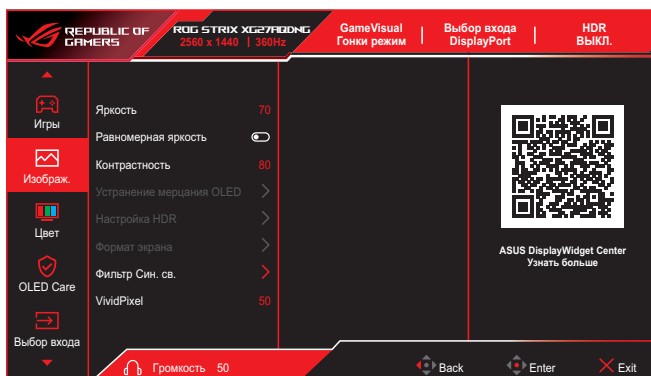 REPUBLIC OF
GAMERS
ROG STRIX XG27AQDNG
2560 x 1440 | 360Hz
GameVisual
Гонки режим
Выбор входа
DisplayPort
HDR
ВЫКЛ.
Игры
Изображ.
Цвет
OLED Care
Выбор входа
Яркость 70
Равномерная яркость
Контрастность 80
Устранение мерцания OLED
Настройка HDR
Формат экрана
Фильтр Син. св.
VividPixel 50
ASUS DisplayWidget Center
Узнать больше
Громкость 50
Back
Enter
Exit